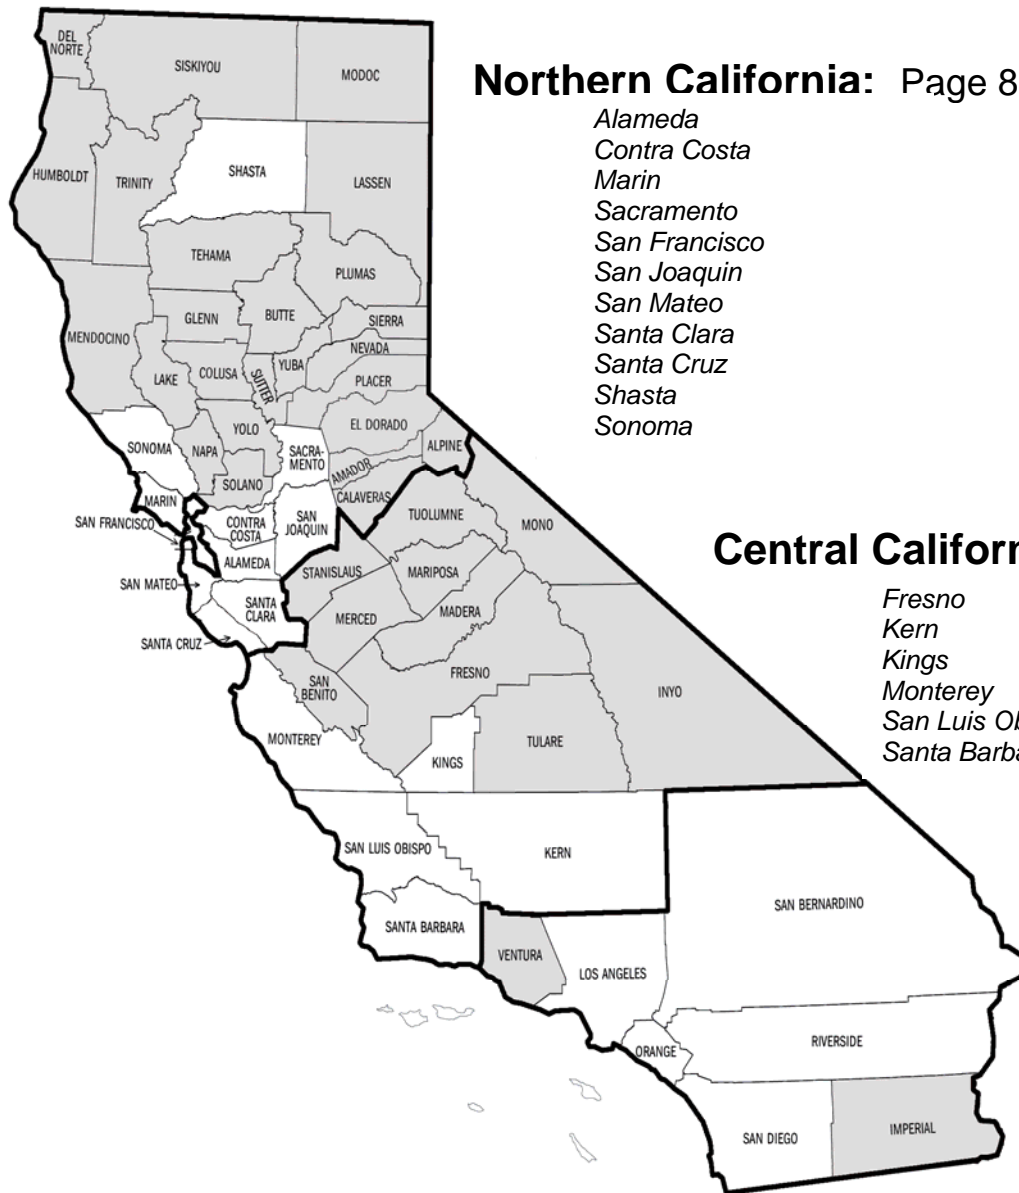 DEL
NORTE
SISKIYOU
MODOC
Northern California: Page 8
Alameda
Contra Costa
Marin
Sacramento
San Francisco
San Joaquin
San Mateo
Santa Clara
Santa Cruz
Shasta
Sonoma
HUMBOLDT
TRINITY
SHASTA
LASSEN
TEHAMA
PLUMAS
MENDOCINO
GLENN
BUTTE
SIERRA
NEVADA
LAKE
COLUSA
SUTTER
YUBA
PLACER
EL DORADO
YOLO
NAPA
SONOMA
SACRA-
MENTO
ALPINE
AMADOR
SOLANO
CALAVERAS
MARIN
SAN FRANCISCO
CONTRA
COSTA
SAN
JOAQUIN
TUOLUMNE
MONO
ALAMEDA
STANISLAUS
MARIPOSA
SAN MATEO
SANTA
CLARA
MERCED
MADERA
SANTA CRUZ
Central Californ
Fresno
Kern
Kings
Monterey
San Luis Ob
Santa Barba
FRESNO
SAN
BENITO
INYO
MONTEREY
TULARE
KINGS
SAN LUIS OBISPO
KERN
SAN BERNARDINO
SANTA BARBARA
VENTURA
LOS ANGELES
RIVERSIDE
ORANGE
SAN DIEGO
IMPERIAL